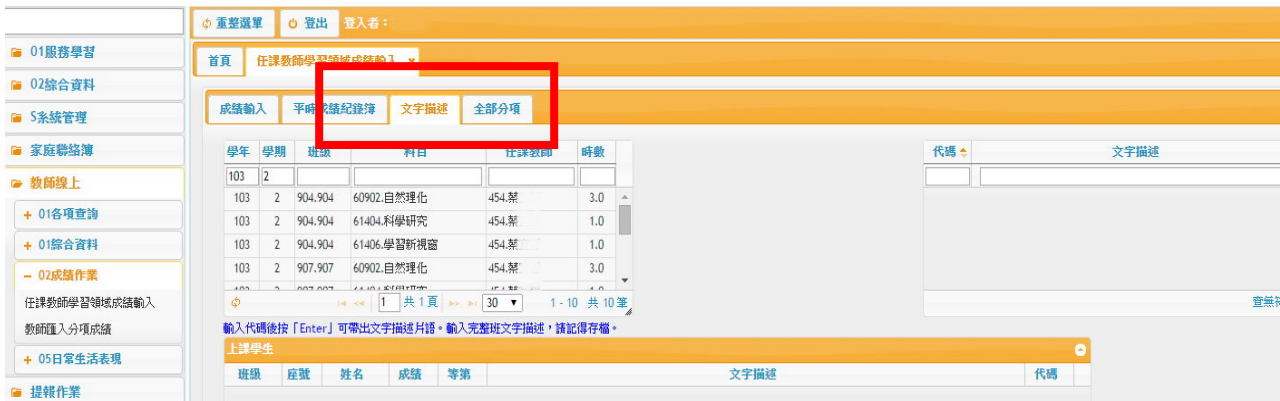 重整選單 登出 登入者：
01服務學習
02綜合資料
S系統管理
家庭聯絡簿
教師線上
+ 01各項查詢
+ 01綜合資料
− 02成績作業
任課教師學習領域成績輸入
教師匯入分項成績
+ 05日常生活表現
提報作業
首頁 任課教師學習領域成績輸入 ×
成績輸入 平時成績紀錄簿 文字描述 全部分項
學年 學期 班級 科目 任課教師 時數
103 2
103 2 904.904 60902.自然理化 454.蔡 3.0
103 2 904.904 61404.科學研究 454.蔡 1.0
103 2 904.904 61406.學習新視窗 454.蔡 1.0
103 2 907.907 60902.自然理化 454.蔡 3.0
1 共 1 頁 30 1 - 10 共 10 筆
代碼 文字描述
輸入代碼後按「Enter」可帶出文字描述片語。輸入完整班文字描述，請記得存檔。
上課學生
班級 座號 姓名 成績 等第 文字描述 代碼